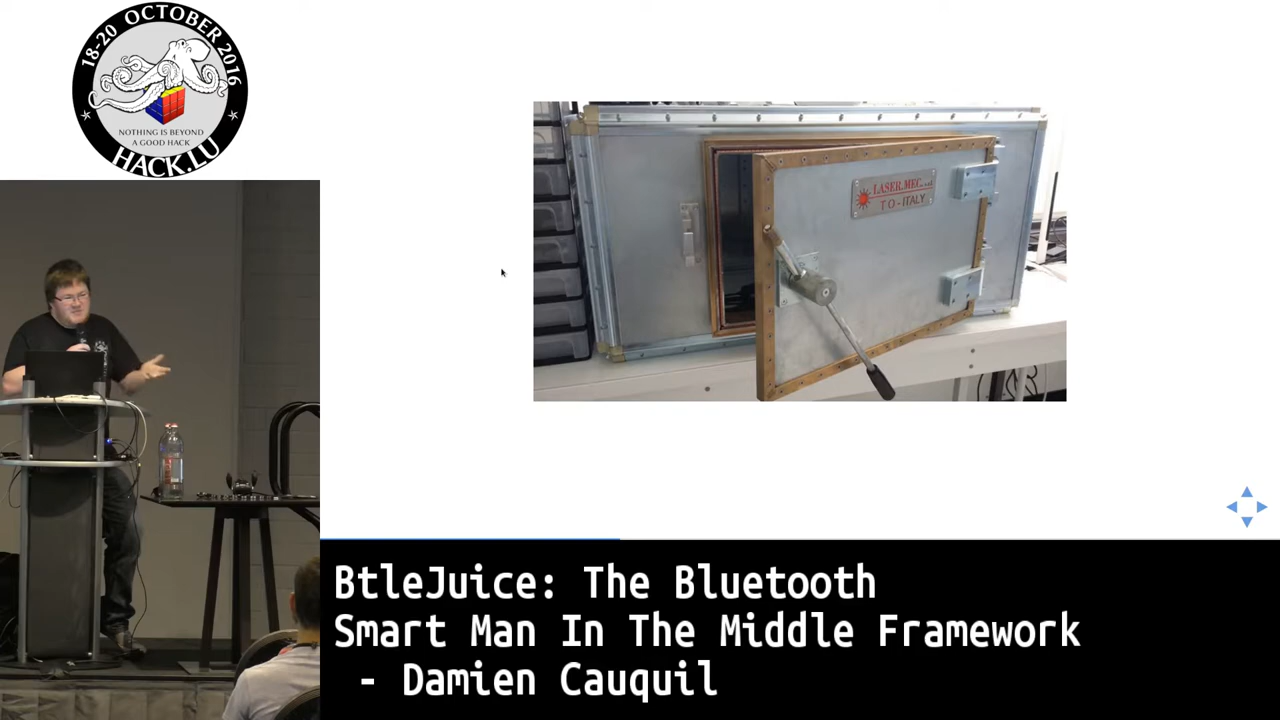 18-20 OCTOBER 2016
NOTHING IS BEYOND
A GOOD HACK
HACK.LU
LASER.MEC.
TO-ITALY
BtleJuice: The Bluetooth
Smart Man In The Middle Framework
- Damien Cauquil